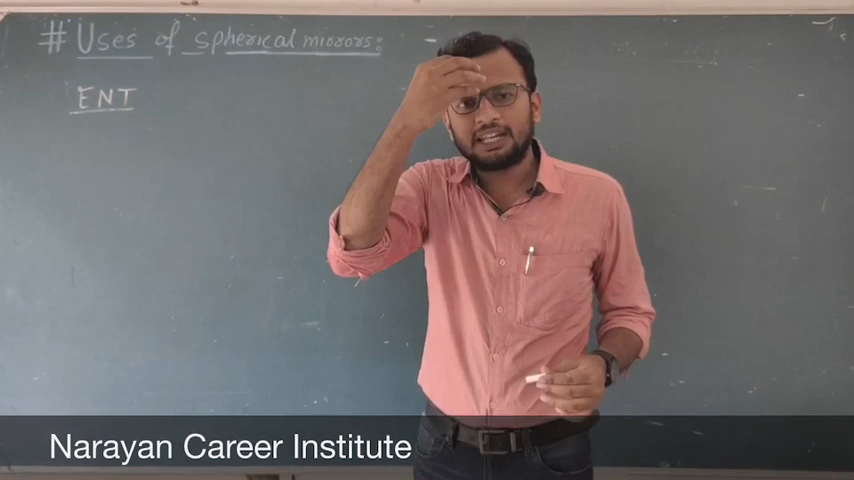 # Uses of spherical mirrors:
ENT
Narayan Career Institute